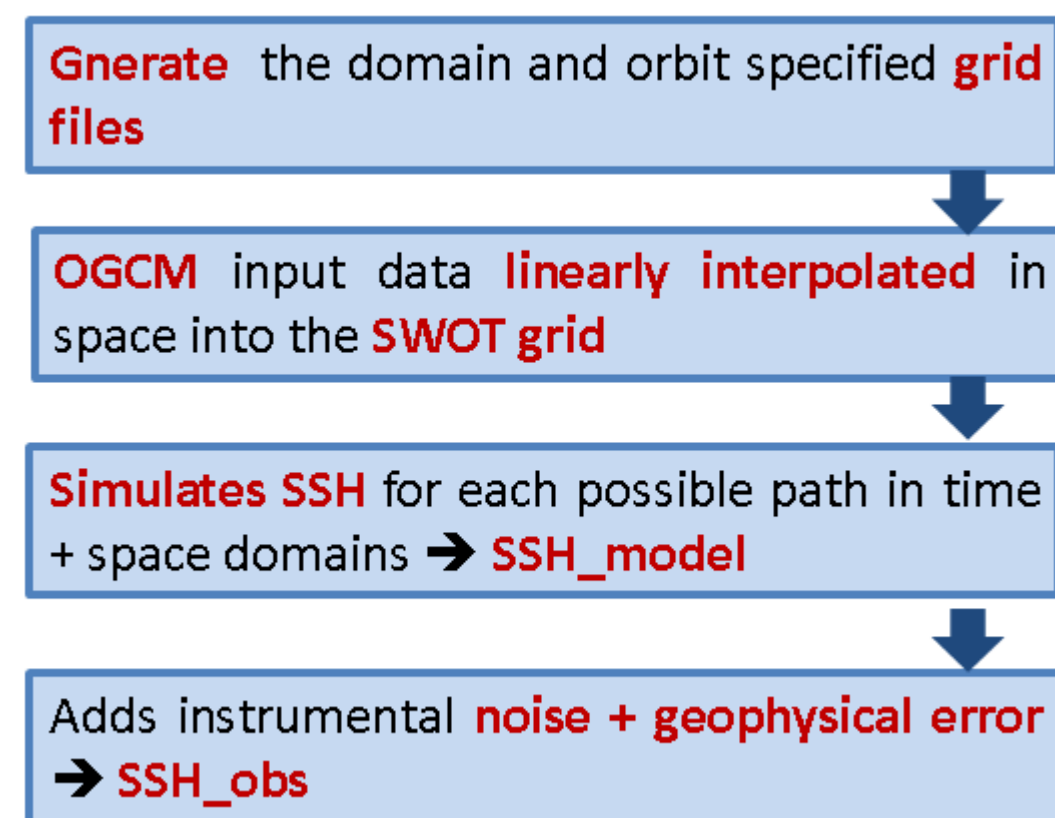 Gnerate the domain and orbit specified grid
files
OGCM input data linearly interpolated in
space into the SWOT grid
Simulates SSH for each possible path in time
+ space domains ➔ SSH_model
Adds instrumental noise + geophysical error
➔ SSH_obs